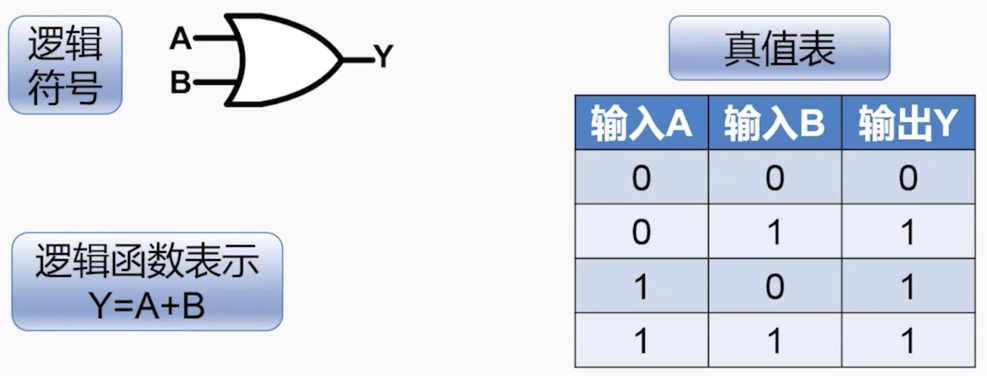 逻辑
符号
A
B
Y
真值表
输入A 输入B 输出Y
0 0 0
0 1 1
1 0 1
1 1 1
逻辑函数表示
Y=A+B